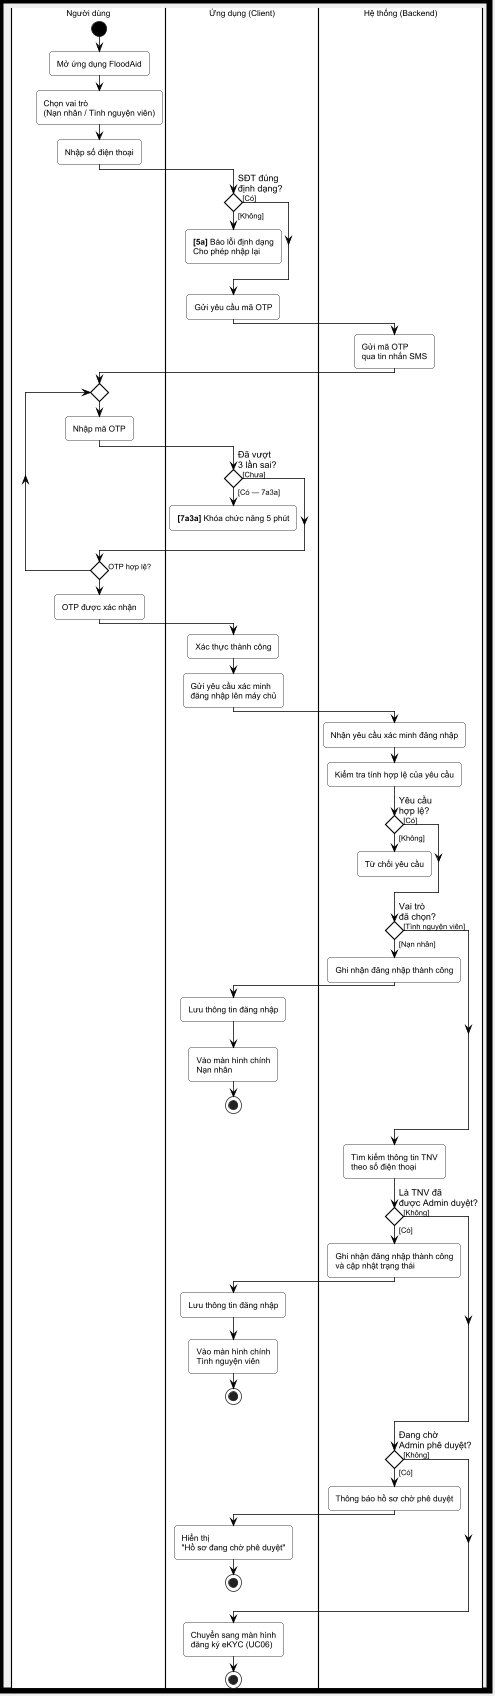 Người dùng
Ứng dụng (Client)
Hệ thống (Backend)
Mở ứng dụng FloodAid
Chọn vai trò
(Nạn nhân / Tình nguyện viên)
Nhập số điện thoại
SĐT đúng
định dạng?
[Có]
[Không]
[5a] Báo lỗi định dạng
Cho phép nhập lại
Gửi yêu cầu mã OTP
Gửi mã OTP
qua tin nhắn SMS
Nhập mã OTP
Đã vượt
3 lần sai?
[Chưa]
[Có — 7a3a]
[7a3a] Khóa chức năng 5 phút
OTP hợp lệ?
OTP được xác nhận
Xác thực thành công
Gửi yêu cầu xác minh
đăng nhập lên máy chủ
Nhận yêu cầu xác minh đăng nhập
Kiểm tra tính hợp lệ của yêu cầu
Yêu cầu
hợp lệ?
[Có]
[Không]
Từ chối yêu cầu
Vai trò
đã chọn?
[Tình nguyện viên]
[Nạn nhân]
Ghi nhận đăng nhập thành công
Lưu thông tin đăng nhập
Vào màn hình chính
Nạn nhân
Tìm kiếm thông tin TNV
theo số điện thoại
Là TNV đã
được Admin duyệt?
[Không]
[Có]
Ghi nhận đăng nhập thành công
và cập nhật trạng thái
Lưu thông tin đăng nhập
Vào màn hình chính
Tình nguyện viên
Đang chờ
Admin phê duyệt?
[Không]
[Có]
Thông báo hồ sơ chờ phê duyệt
Hiển thị
"Hồ sơ đang chờ phê duyệt"
Chuyển sang màn hình
đăng ký eKYC (UC06)